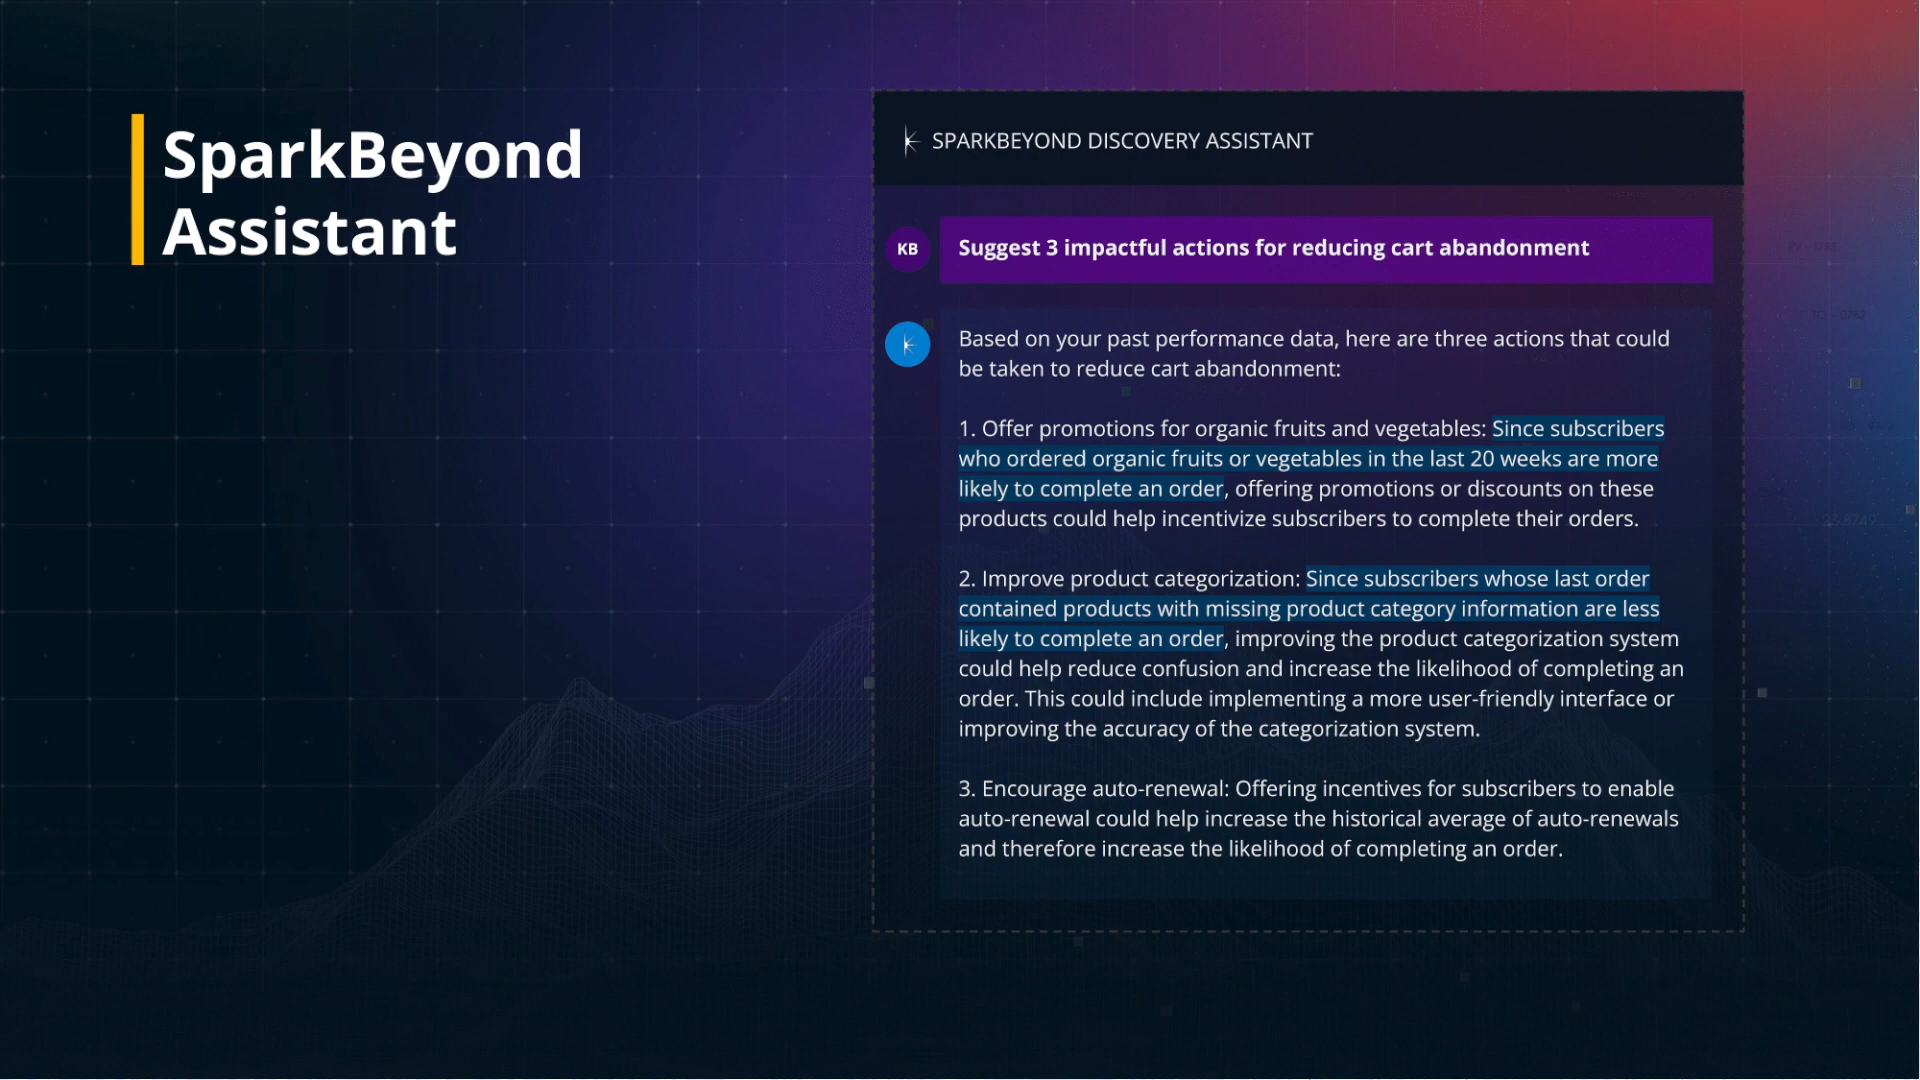 SparkBeyond
Assistant
SPARKBEYOND DISCOVERY ASSISTANT
KB
Suggest 3 impactful actions for reducing cart abandonment
Based on your past performance data, here are three actions that could
be taken to reduce cart abandonment:
1. Offer promotions for organic fruits and vegetables: Since subscribers
who ordered organic fruits or vegetables in the last 20 weeks are more
likely to complete an order, offering promotions or discounts on these
products could help incentivize subscribers to complete their orders.
2. Improve product categorization: Since subscribers whose last order
contained products with missing product category information are less
likely to complete an order, improving the product categorization system
could help reduce confusion and increase the likelihood of completing an
order. This could include implementing a more user-friendly interface or
improving the accuracy of the categorization system.
3. Encourage auto-renewal: Offering incentives for subscribers to enable
auto-renewal could help increase the historical average of auto-renewals
and therefore increase the likelihood of completing an order.